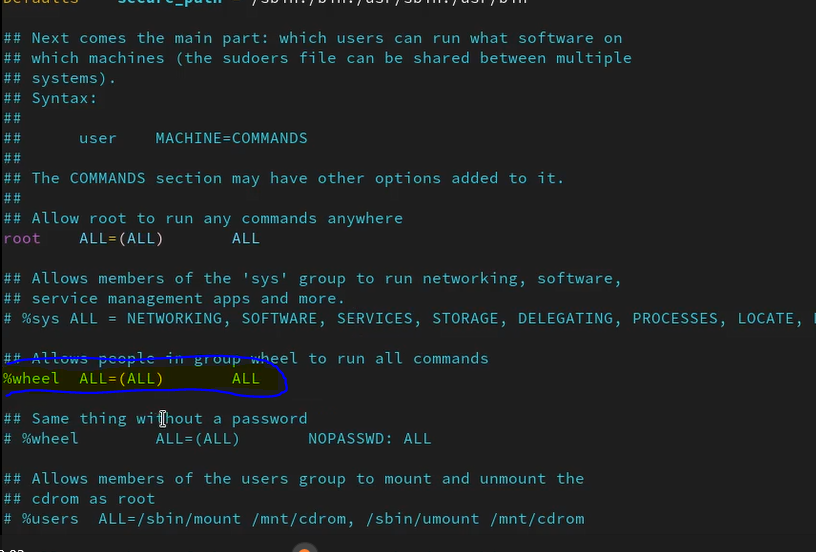 Defaults    secure_path = /sbin:/bin:/usr/sbin:/usr/bin
## Next comes the main part: which users can run what software on
## which machines (the sudoers file can be shared between multiple
## systems).
## Syntax:
##
##      user    MACHINE=COMMANDS
##
## The COMMANDS section may have other options added to it.
##
## Allow root to run any commands anywhere
root    ALL=(ALL)       ALL
## Allows members of the 'sys' group to run networking, software,
## service management apps and more.
# %sys ALL = NETWORKING, SOFTWARE, SERVICES, STORAGE, DELEGATING, PROCESSES, LOCATE,
## Allows people in group wheel to run all commands
%wheel  ALL=(ALL)       ALL
## Same thing without a password
# %wheel        ALL=(ALL)       NOPASSWD: ALL
## Allows members of the users group to mount and unmount the
## cdrom as root
# %users  ALL=/sbin/mount /mnt/cdrom, /sbin/umount /mnt/cdrom